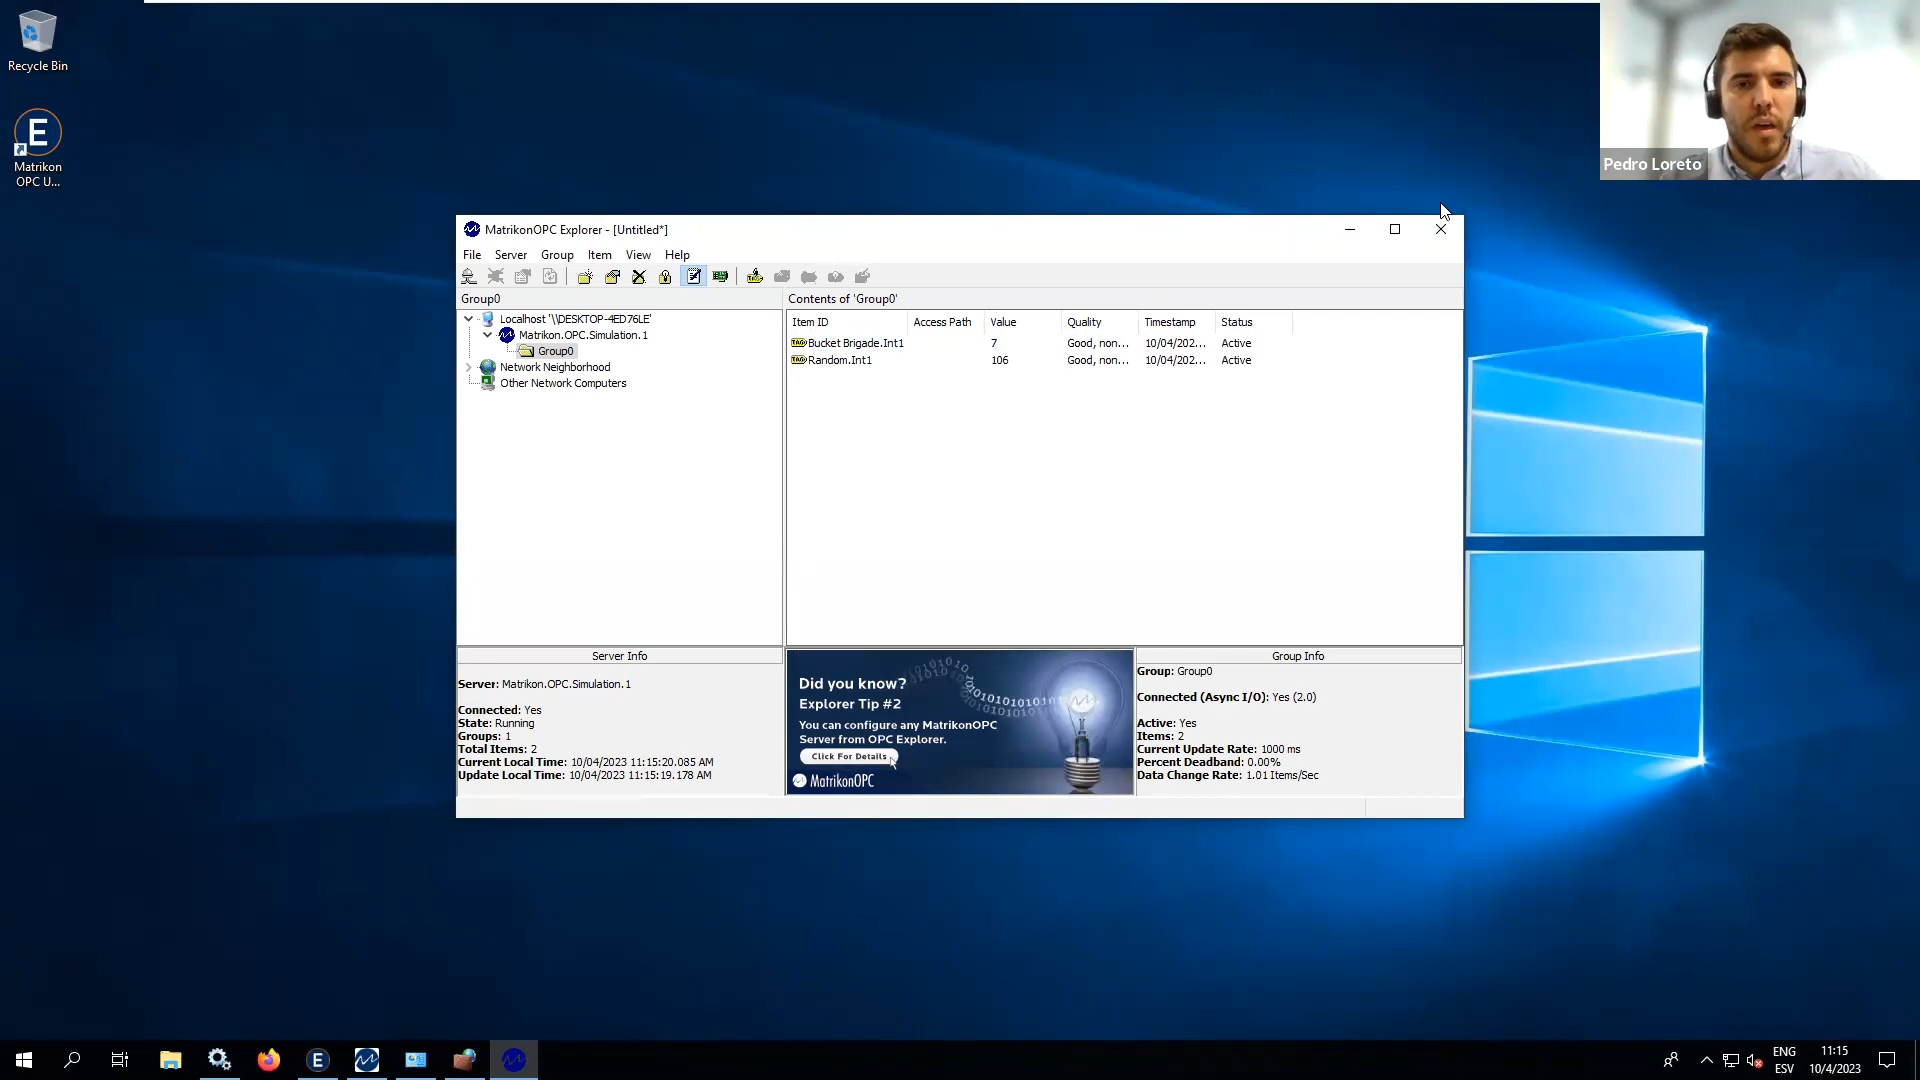 Recycle Bin
E
Matrikon
OPC U...
Pedro Loreto
MatrikonOPC Explorer - [Untitled*]
File Server Group Item View Help
Group0
Contents of 'Group0'
Localhost '\\DESKTOP-4ED76LE'
Matrikon.OPC.Simulation.1
Group0
Network Neighborhood
Other Network Computers
Item ID Access Path Value Quality Timestamp Status
Bucket Brigade.Int1 7 Good, non... 10/04/202... Active
Random.Int1 106 Good, non... 10/04/202... Active
Server Info
Server: Matrikon.OPC.Simulation.1
Connected: Yes
State: Running
Groups: 1
Total Items: 2
Current Local Time: 10/04/2023 11:15:20.085 AM
Update Local Time: 10/04/2023 11:15:19.178 AM
Did you know?
Explorer Tip #2
You can configure any MatrikonOPC
Server from OPC Explorer.
Click For Details
MatrikonOPC
Group Info
Group: Group0
Connected (Async I/O): Yes (2.0)
Active: Yes
Items: 2
Current Update Rate: 1000 ms
Percent Deadband: 0.00%
Data Change Rate: 1.01 Items/Sec
E
ENG
ESV
11:15
10/4/2023